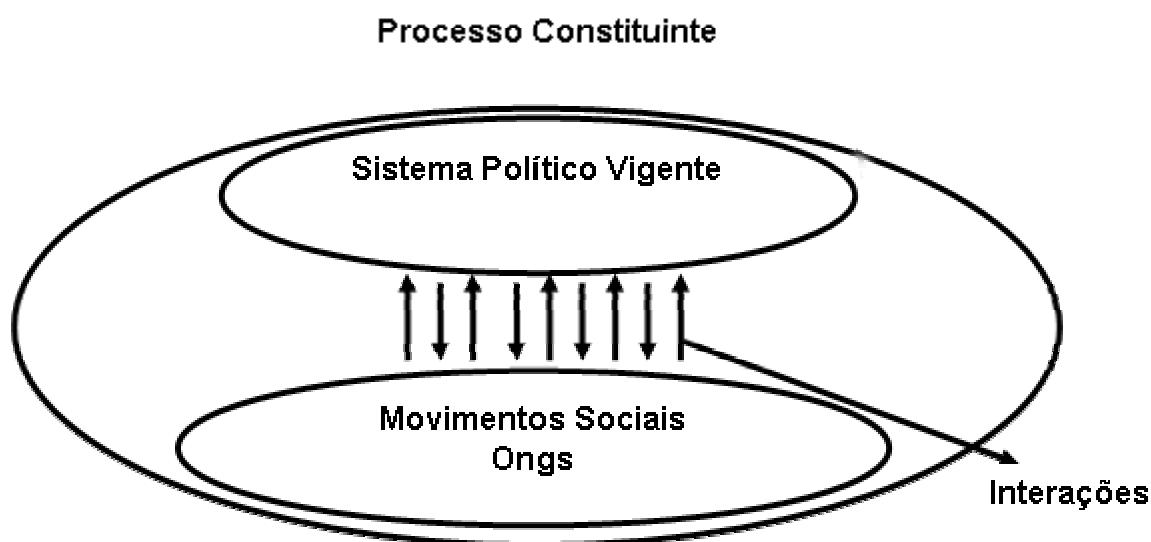 Processo Constituinte
Sistema Político Vigente
Movimentos Sociais
Ongs
Interações